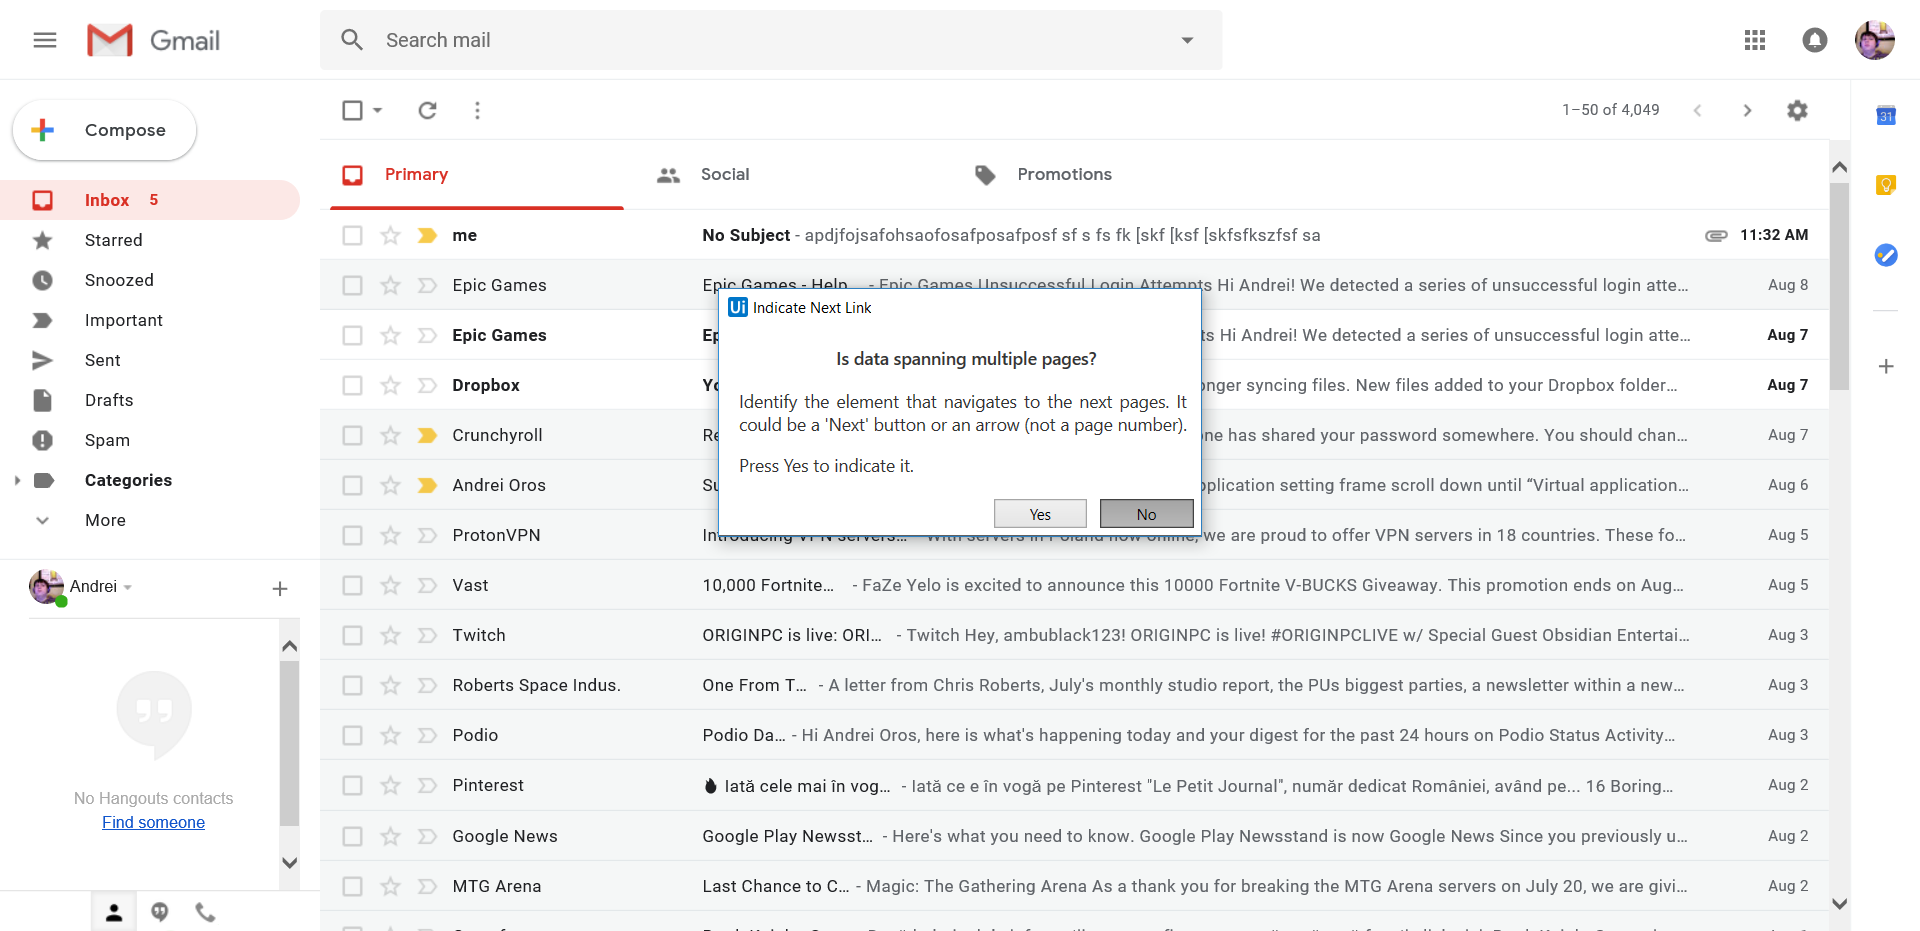 Gmail
Search mail
Compose
1–50 of 4,049
31
Inbox 5
Starred
Snoozed
Important
Sent
Drafts
Spam
Categories
More
Andrei
No Hangouts contacts
Find someone
Primary
Social
Promotions
me No Subject - apdjfojsafohsaofosafposafposf sf s fs fk [skf [ksf [skfsfkszfsf sa 11:32 AM
Epic Games Epic Games - Help... - Epic Games Unsuccessful Login Attempts Hi Andrei! We detected a series of unsuccessful login atte... Aug 8
Epic Games Hi Andrei! We detected a series of unsuccessful login atte... Aug 7
Dropbox syncing files. New files added to your Dropbox folder... Aug 7
Crunchyroll has shared your password somewhere. You should chan... Aug 7
Andrei Oros setting frame scroll down until “Virtual application... Aug 6
ProtonVPN Introducing VPN servers... - With servers in Poland now online, we are proud to offer VPN servers in 18 countries. These fo... Aug 5
Vast 10,000 Fortnite... - FaZe Yelo is excited to announce this 10000 Fortnite V-BUCKS Giveaway. This promotion ends on Aug... Aug 5
Twitch ORIGINPC is live: ORI... - Twitch Hey, ambublack123! ORIGINPC is live! #ORIGINPCLIVE w/ Special Guest Obsidian Entertai... Aug 3
Roberts Space Indus. One From T... - A letter from Chris Roberts, July's monthly studio report, the PUs biggest parties, a newsletter within a new... Aug 3
Podio Podio Da... - Hi Andrei Oros, here is what's happening today and your digest for the past 24 hours on Podio Status Activity... Aug 3
Pinterest Iată cele mai în vog... - Iată ce e în vogă pe Pinterest "Le Petit Journal", număr dedicat României, având pe... 16 Boring... Aug 2
Google News Google Play Newsst... - Here's what you need to know. Google Play Newsstand is now Google News Since you previously u... Aug 2
MTG Arena Last Chance to C... - Magic: The Gathering Arena As a thank you for breaking the MTG Arena servers on July 20, we are givi... Aug 2
Ui Indicate Next Link
Is data spanning multiple pages?
Identify the element that navigates to the next pages. It
could be a 'Next' button or an arrow (not a page number).
Press Yes to indicate it.
Yes
No